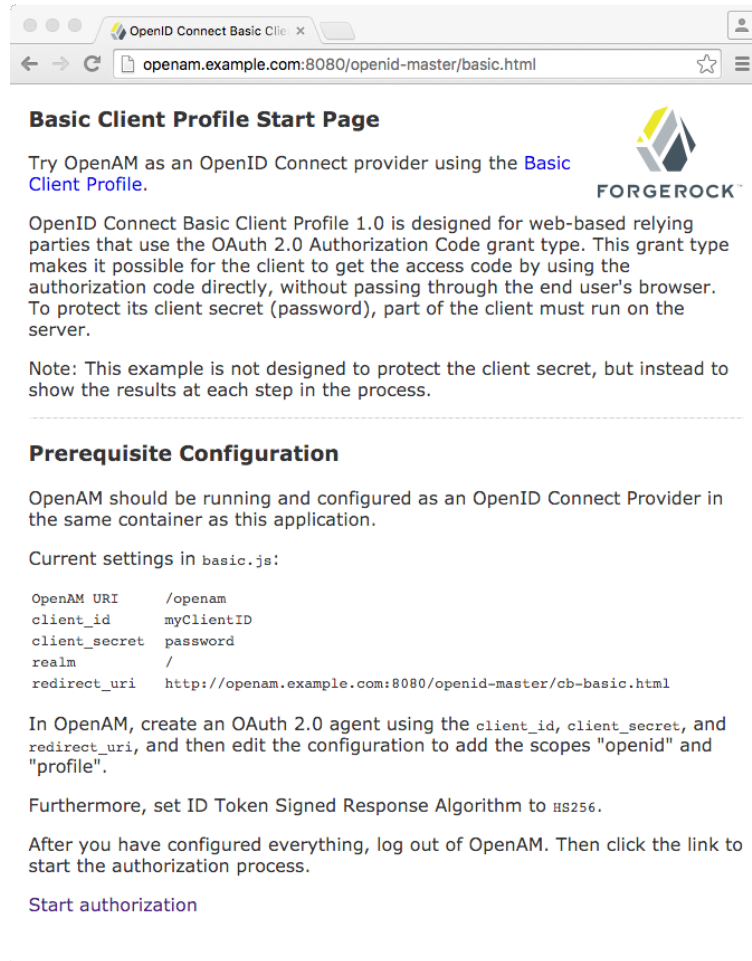 OpenID Connect Basic Clie
openam.example.com:8080/openid-master/basic.html
Basic Client Profile Start Page
Try OpenAM as an OpenID Connect provider using the Basic
Client Profile.
FORGEROCK™
OpenID Connect Basic Client Profile 1.0 is designed for web-based relying
parties that use the OAuth 2.0 Authorization Code grant type. This grant type
makes it possible for the client to get the access code by using the
authorization code directly, without passing through the end user's browser.
To protect its client secret (password), part of the client must run on the
server.
Note: This example is not designed to protect the client secret, but instead to
show the results at each step in the process.
Prerequisite Configuration
OpenAM should be running and configured as an OpenID Connect Provider in
the same container as this application.
Current settings in basic.js:
OpenAM URI /openam
client_id myClientID
client_secret password
realm /
redirect_uri http://openam.example.com:8080/openid-master/cb-basic.html
In OpenAM, create an OAuth 2.0 agent using the client_id, client_secret, and
redirect_uri, and then edit the configuration to add the scopes "openid" and
"profile".
Furthermore, set ID Token Signed Response Algorithm to HS256.
After you have configured everything, log out of OpenAM. Then click the link to
start the authorization process.
Start authorization